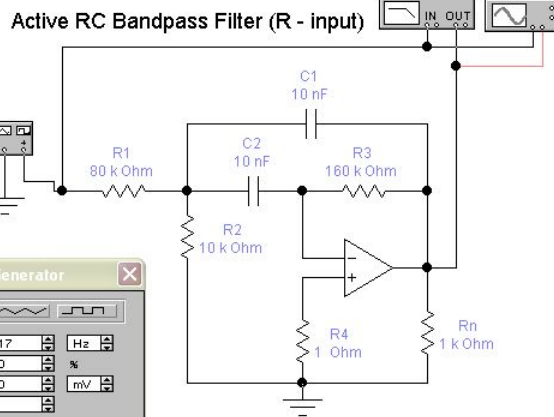 Active RC Bandpass Filter (R - input)
IN OUT
C1
10 nF
R1
80 k Ohm
C2
10 nF
R3
160 k Ohm
R2
10 k Ohm
R4
1 Ohm
Rn
1 k Ohm
Hz
%
mV